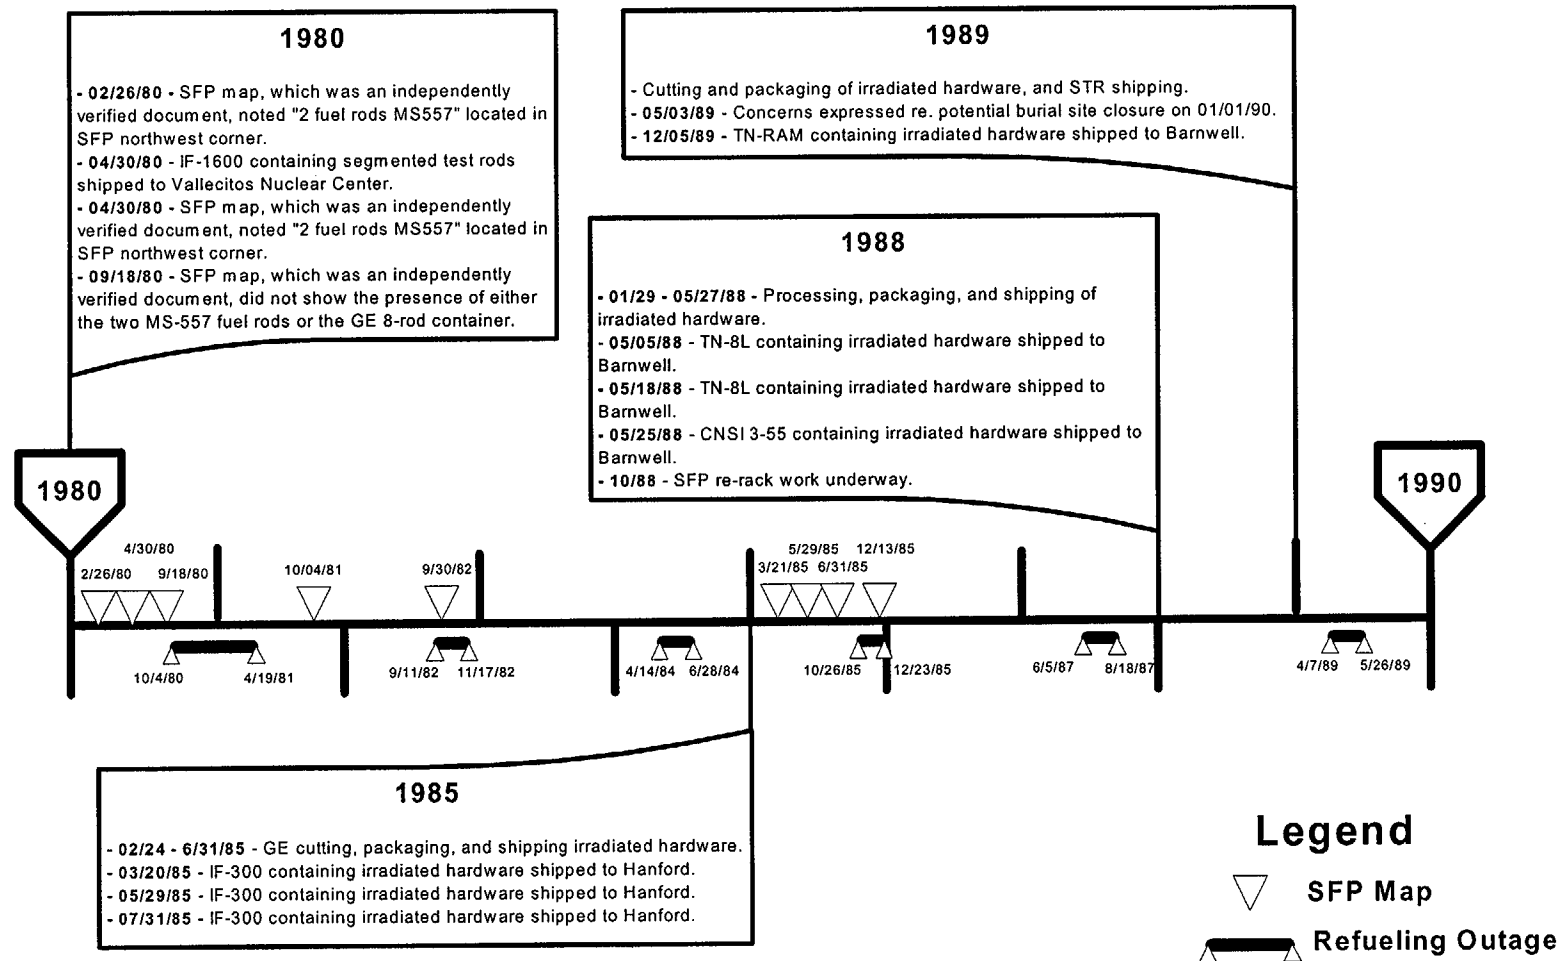 1980
- 02/26/80 - SFP map, which was an independently
verified document, noted "2 fuel rods MS557" located in
SFP northwest corner.
- 04/30/80 - IF-1600 containing segmented test rods
shipped to Vallecitos Nuclear Center.
- 04/30/80 - SFP map, which was an independently
verified document, noted "2 fuel rods MS557" located in
SFP northwest corner.
- 09/18/80 - SFP map, which was an independently
verified document, did not show the presence of either
the two MS-557 fuel rods or the GE 8-rod container.
1989
- Cutting and packaging of irradiated hardware, and STR shipping.
- 05/03/89 - Concerns expressed re. potential burial site closure on 01/01/90.
- 12/05/89 - TN-RAM containing irradiated hardware shipped to Barnwell.
1988
- 01/29 - 05/27/88 - Processing, packaging, and shipping of
irradiated hardware.
- 05/05/88 - TN-8L containing irradiated hardware shipped to
Barnwell.
- 05/18/88 - TN-8L containing irradiated hardware shipped to
Barnwell.
- 05/25/88 - CNSI 3-55 containing irradiated hardware shipped to
Barnwell.
- 10/88 - SFP re-rack work underway.
1980
1990
4/30/80
2/26/80
9/18/80
10/04/81
9/30/82
5/29/85
12/13/85
3/21/85
6/31/85
10/4/80
4/19/81
9/11/82
11/17/82
4/14/84
6/28/84
10/26/85
12/23/85
6/5/87
8/18/87
4/7/89
5/26/89
1985
- 02/24 - 6/31/85 - GE cutting, packaging, and shipping irradiated hardware.
- 03/20/85 - IF-300 containing irradiated hardware shipped to Hanford.
- 05/29/85 - IF-300 containing irradiated hardware shipped to Hanford.
- 07/31/85 - IF-300 containing irradiated hardware shipped to Hanford.
Legend
SFP Map
Refueling Outage